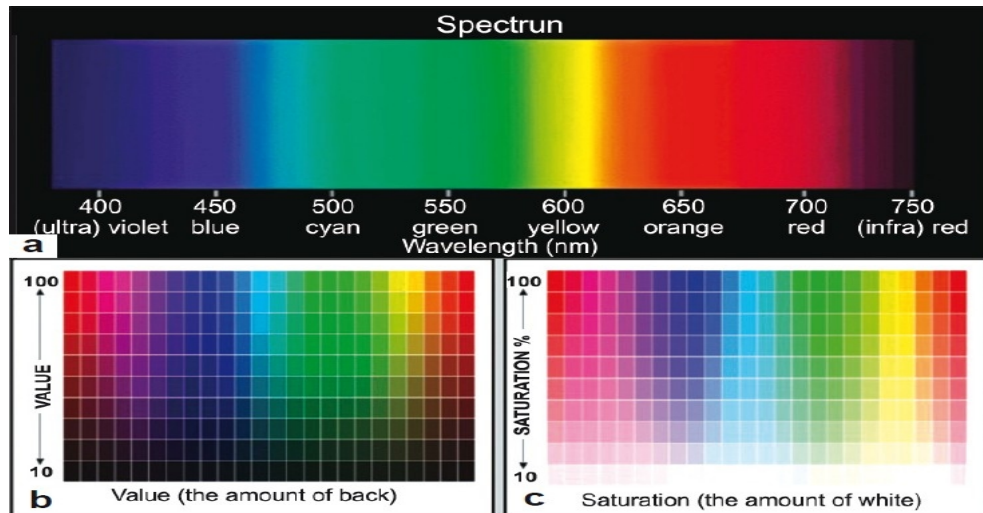 Spectrun
400 450 500 550 600 650 700 750
(ultra) violet blue cyan green yellow orange red (infra) red
Wavelength (nm)
a
100
VALUE
10
b
Value (the amount of back)
100
SATURATION %
10
c
Saturation (the amount of white)